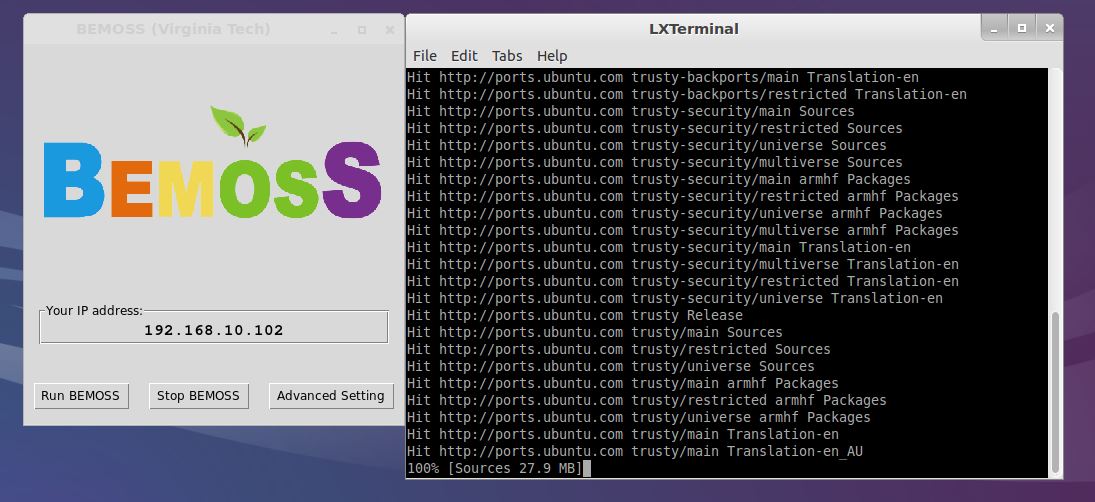 BEMOSS (Virginia Tech)
BEMOSS
Your IP address:
192.168.10.102
Run BEMOSS
Stop BEMOSS
Advanced Setting
LXTerminal
File Edit Tabs Help
Hit http://ports.ubuntu.com trusty-backports/main Translation-en
Hit http://ports.ubuntu.com trusty-backports/restricted Translation-en
Hit http://ports.ubuntu.com trusty-security/main Sources
Hit http://ports.ubuntu.com trusty-security/restricted Sources
Hit http://ports.ubuntu.com trusty-security/universe Sources
Hit http://ports.ubuntu.com trusty-security/multiverse Sources
Hit http://ports.ubuntu.com trusty-security/main armhf Packages
Hit http://ports.ubuntu.com trusty-security/restricted armhf Packages
Hit http://ports.ubuntu.com trusty-security/universe armhf Packages
Hit http://ports.ubuntu.com trusty-security/multiverse armhf Packages
Hit http://ports.ubuntu.com trusty-security/main Translation-en
Hit http://ports.ubuntu.com trusty-security/multiverse Translation-en
Hit http://ports.ubuntu.com trusty-security/restricted Translation-en
Hit http://ports.ubuntu.com trusty-security/universe Translation-en
Hit http://ports.ubuntu.com trusty Release
Hit http://ports.ubuntu.com trusty/main Sources
Hit http://ports.ubuntu.com trusty/restricted Sources
Hit http://ports.ubuntu.com trusty/universe Sources
Hit http://ports.ubuntu.com trusty/main armhf Packages
Hit http://ports.ubuntu.com trusty/restricted armhf Packages
Hit http://ports.ubuntu.com trusty/universe armhf Packages
Hit http://ports.ubuntu.com trusty/main Translation-en
Hit http://ports.ubuntu.com trusty/main Translation-en_AU
100% [Sources 27.9 MB]